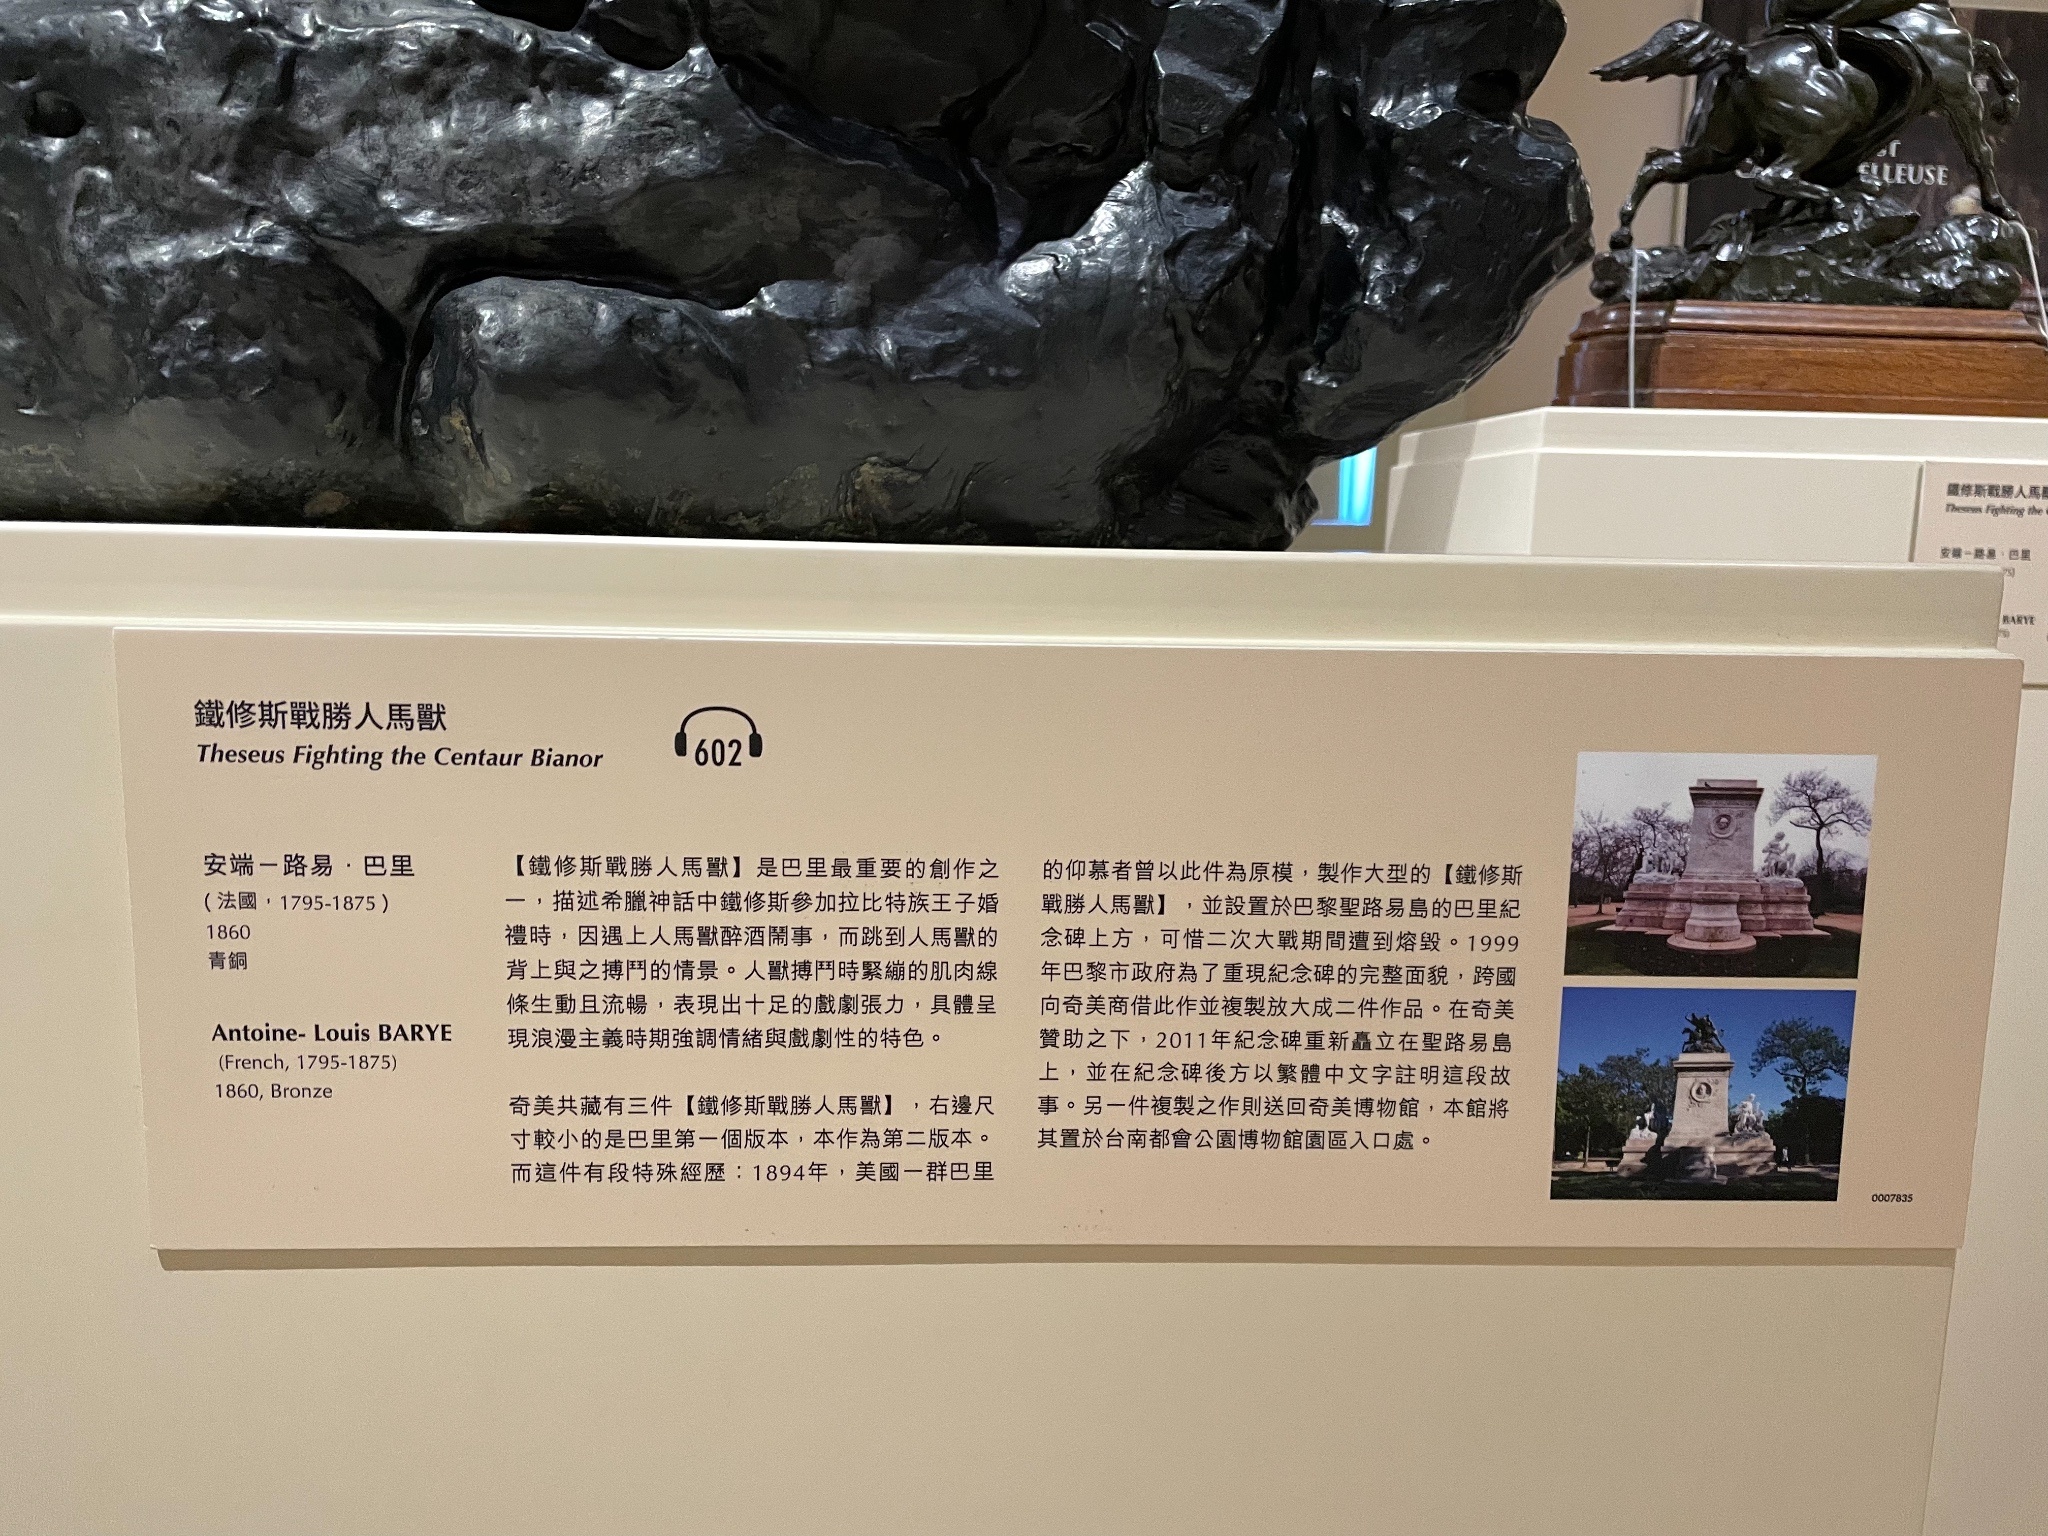 ELLEUSE
鐵修斯戰勝人馬獸
Theseus Fighting the
安端－路易．巴里
BARYE
鐵修斯戰勝人馬獸
Theseus Fighting the Centaur Bianor
602
安端－路易．巴里
（法國，1795-1875）
1860
青銅
Antoine- Louis BARYE
(French, 1795-1875)
1860, Bronze
【鐵修斯戰勝人馬獸】是巴里最重要的創作之
一，描述希臘神話中鐵修斯參加拉比特族王子婚
禮時，因遇上人馬獸醉酒鬧事，而跳到人馬獸的
背上與之搏鬥的情景。人獸搏鬥時緊繃的肌肉線
條生動且流暢，表現出十足的戲劇張力，具體呈
現浪漫主義時期強調情緒與戲劇性的特色。
奇美共藏有三件【鐵修斯戰勝人馬獸】，右邊尺
寸較小的是巴里第一個版本，本作為第二版本。
而這件有段特殊經歷：1894年，美國一群巴里
的仰慕者曾以此件為原模，製作大型的【鐵修斯
戰勝人馬獸】，並設置於巴黎聖路易島的巴里紀
念碑上方，可惜二次大戰期間遭到熔毀。1999
年巴黎市政府為了重現紀念碑的完整面貌，跨國
向奇美商借此作並複製放大成二件作品。在奇美
贊助之下，2011年紀念碑重新矗立在聖路易島
上，並在紀念碑後方以繁體中文字註明這段故
事。另一件複製之作則送回奇美博物館，本館將
其置於台南都會公園博物館園區入口處。
0007835